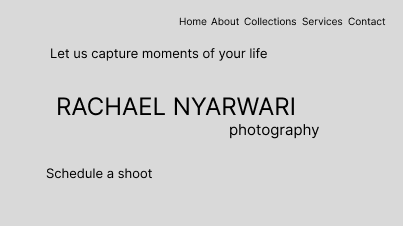 Home About Collections Services Contact
Let us capture moments of your life
RACHAEL NYARWARI
photography
Schedule a shoot